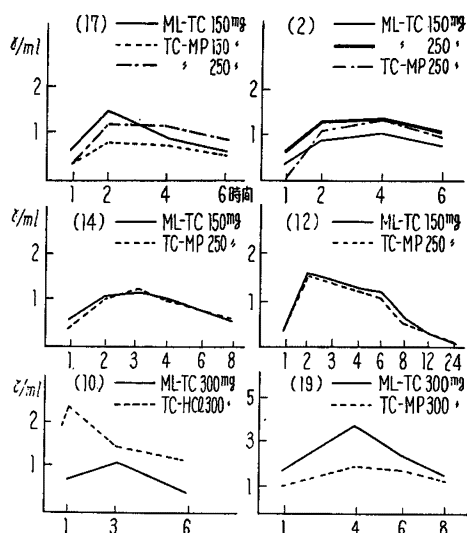 (17)
ML-TC 150mg
TC-MP 150 〃
〃 250 〃
γ/ml
2
1
1 2 4 6 時間
(2)
ML-TC 150mg
〃 250 〃
TC-MP 250 〃
2
1
1 2 4 6
(14)
ML-TC 150mg
TC-MP 250 〃
γ/ml
2
1
1 2 3 4 6 8
(12)
ML-TC 150mg
TC-MP 250 〃
2
1
1 2 3 4 6 8 12 24
(10)
ML-TC 300mg
TC-HCl 300 〃
γ/ml
2
1
1 3 6
(19)
ML-TC 300mg
TC-MP 300 〃
5
3
1
1 4 6 8